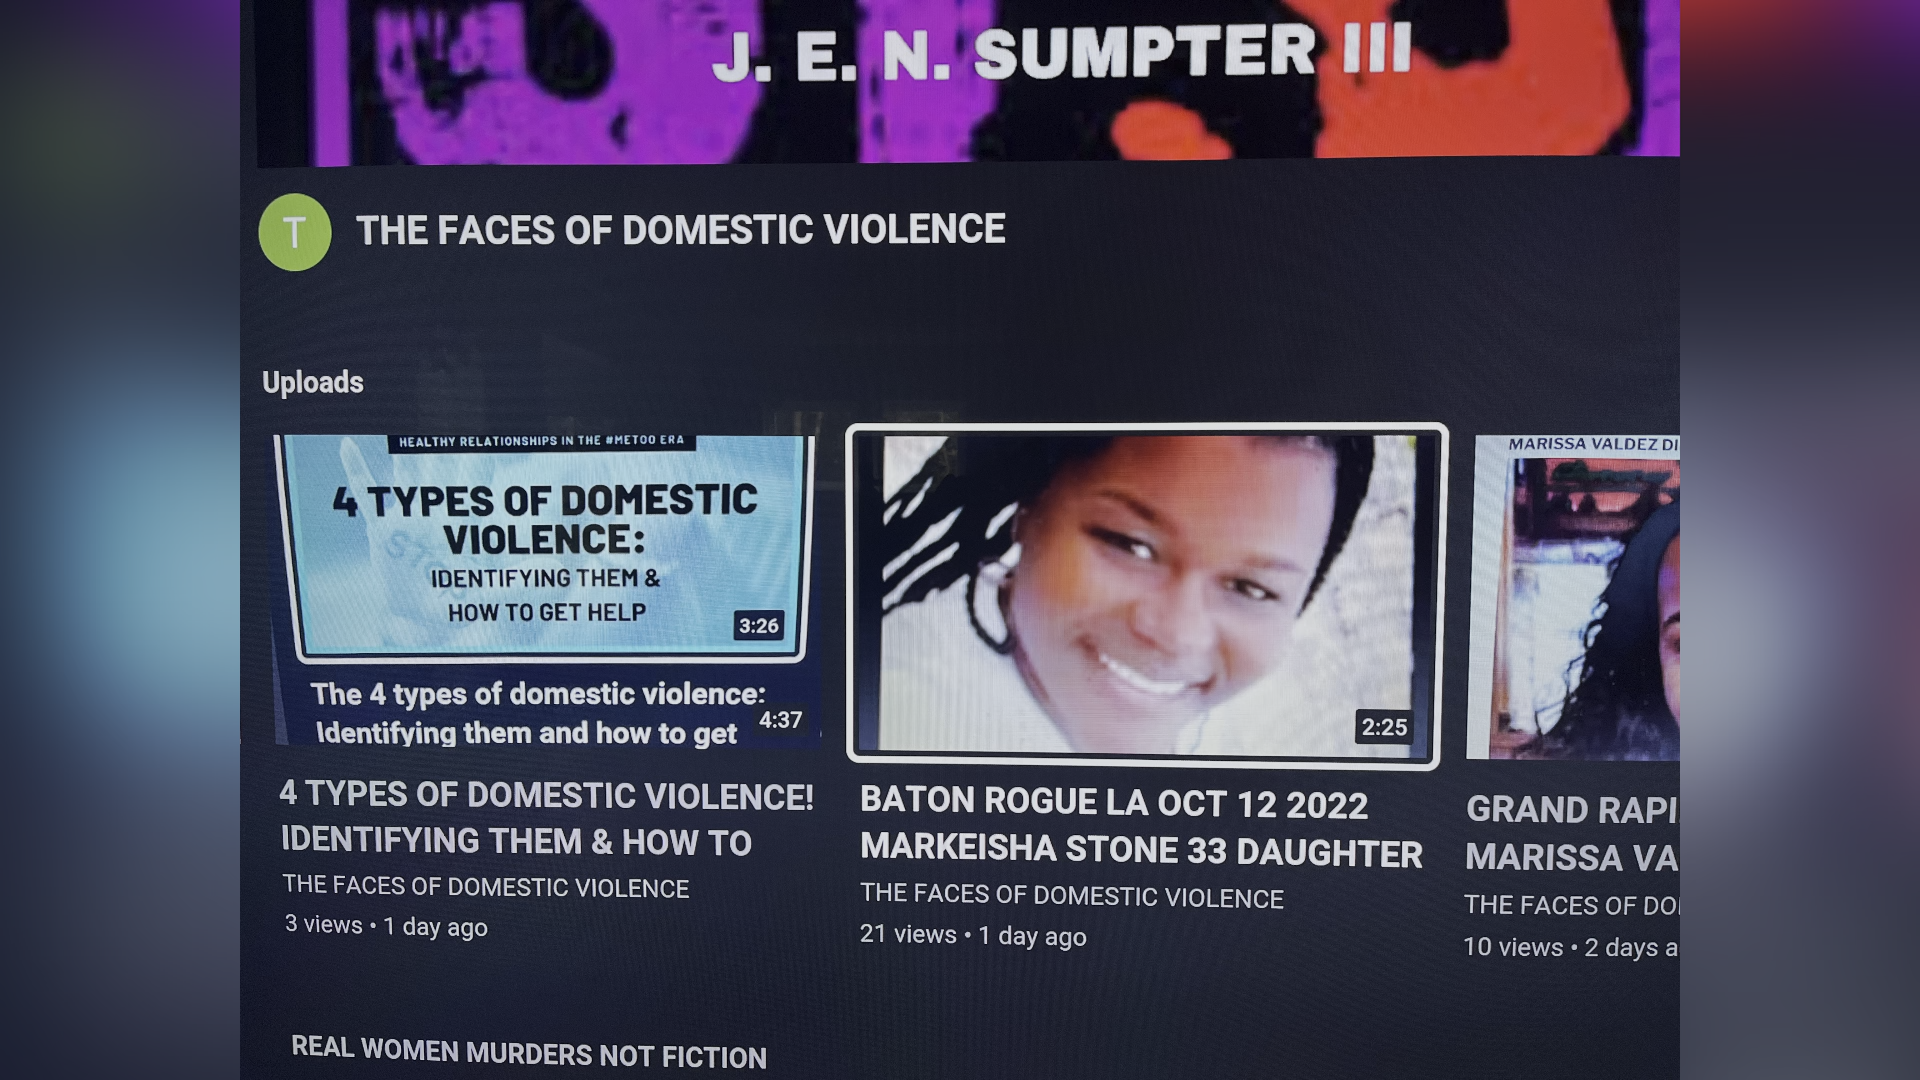 J. E. N. SUMPTER III
T
THE FACES OF DOMESTIC VIOLENCE
Uploads
HEALTHY RELATIONSHIPS IN THE #METOO ERA
4 TYPES OF DOMESTIC
VIOLENCE:
IDENTIFYING THEM &
HOW TO GET HELP
3:26
The 4 types of domestic violence:
Identifying them and how to get
4:37
4 TYPES OF DOMESTIC VIOLENCE!
IDENTIFYING THEM & HOW TO
THE FACES OF DOMESTIC VIOLENCE
3 views • 1 day ago
2:25
BATON ROGUE LA OCT 12 2022
MARKEISHA STONE 33 DAUGHTER
THE FACES OF DOMESTIC VIOLENCE
21 views • 1 day ago
MARISSA VALDEZ DI
GRAND RAPI
MARISSA VA
THE FACES OF DO
10 views • 2 days a
REAL WOMEN MURDERS NOT FICTION